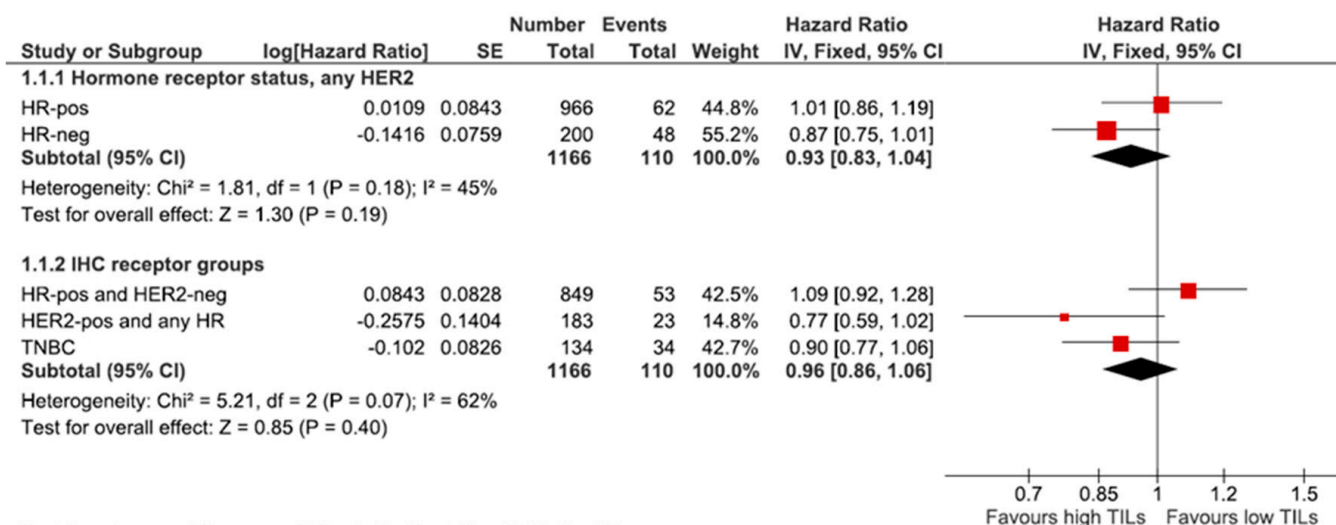 Number Events Hazard Ratio Hazard Ratio
Study or Subgroup log[Hazard Ratio] SE Total Total Weight IV, Fixed, 95% CI IV, Fixed, 95% CI
1.1.1 Hormone receptor status, any HER2
HR-pos 0.0109 0.0843 966 62 44.8% 1.01 [0.86, 1.19]
HR-neg -0.1416 0.0759 200 48 55.2% 0.87 [0.75, 1.01]
Subtotal (95% CI) 1166 110 100.0% 0.93 [0.83, 1.04]
Heterogeneity: Chi² = 1.81, df = 1 (P = 0.18); I² = 45%
Test for overall effect: Z = 1.30 (P = 0.19)
1.1.2 IHC receptor groups
HR-pos and HER2-neg 0.0843 0.0828 849 53 42.5% 1.09 [0.92, 1.28]
HER2-pos and any HR -0.2575 0.1404 183 23 14.8% 0.77 [0.59, 1.02]
TNBC -0.102 0.0826 134 34 42.7% 0.90 [0.77, 1.06]
Subtotal (95% CI) 1166 110 100.0% 0.96 [0.86, 1.06]
Heterogeneity: Chi² = 5.21, df = 2 (P = 0.07); I² = 62%
Test for overall effect: Z = 0.85 (P = 0.40)
0.7 0.85 1 1.2 1.5
Favours high TILs Favours low TILs